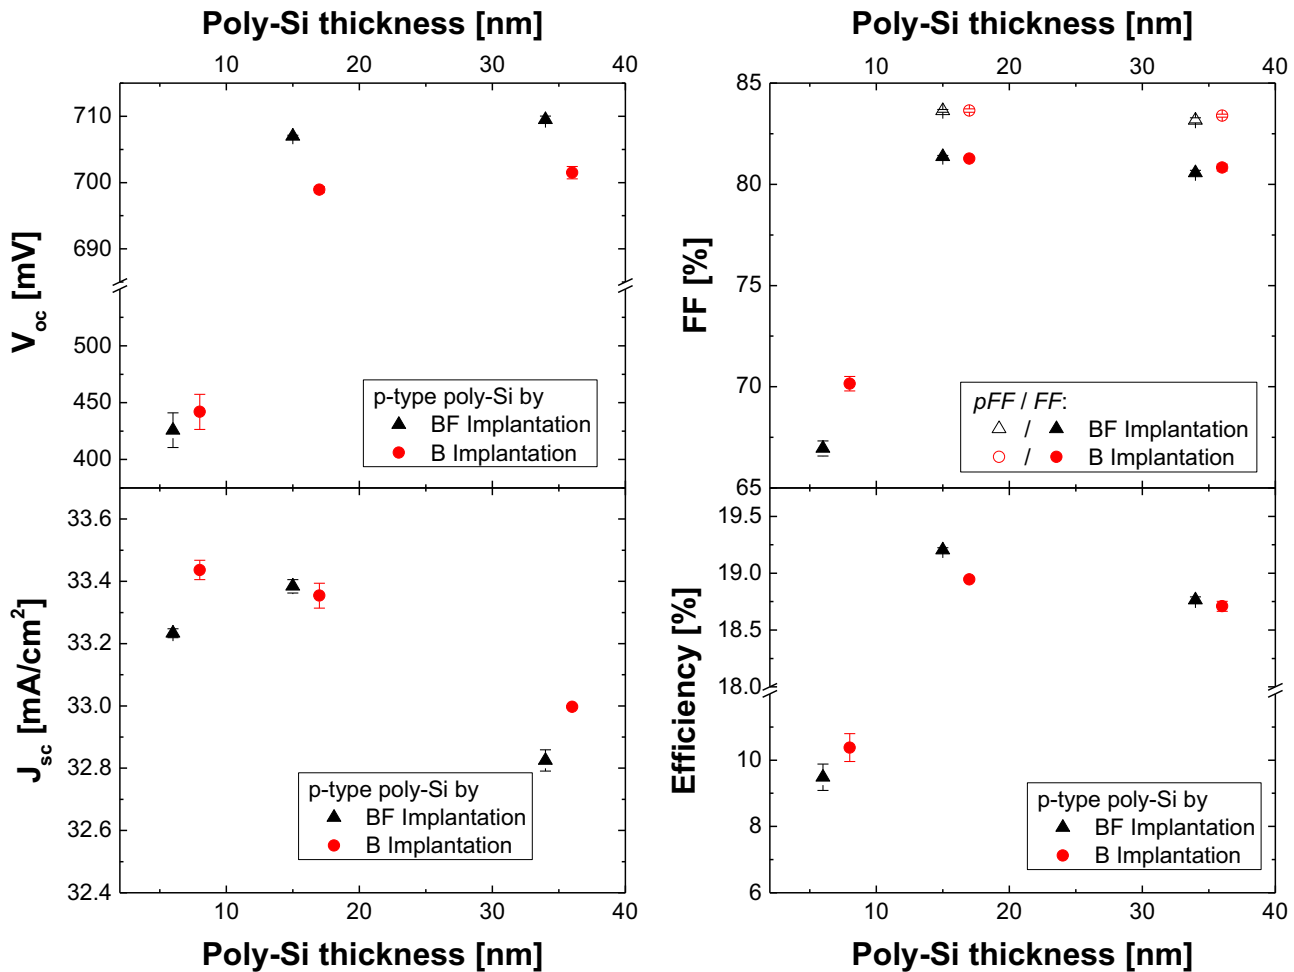 Poly-Si thickness [nm]
10 20 30 40
710
700
690
500
450
400
V_oc [mV]
p-type poly-Si by
BF Implantation
B Implantation
Poly-Si thickness [nm]
10 20 30 40
85
80
75
70
65
FF [%]
pFF / FF:
/ BF Implantation
/ B Implantation
33.6
33.4
33.2
33.0
32.8
32.6
32.4
J_sc [mA/cm²]
p-type poly-Si by
BF Implantation
B Implantation
10 20 30 40
Poly-Si thickness [nm]
19.5
19.0
18.5
18.0
10
8
6
Efficiency [%]
p-type poly-Si by
BF Implantation
B Implantation
10 20 30 40
Poly-Si thickness [nm]